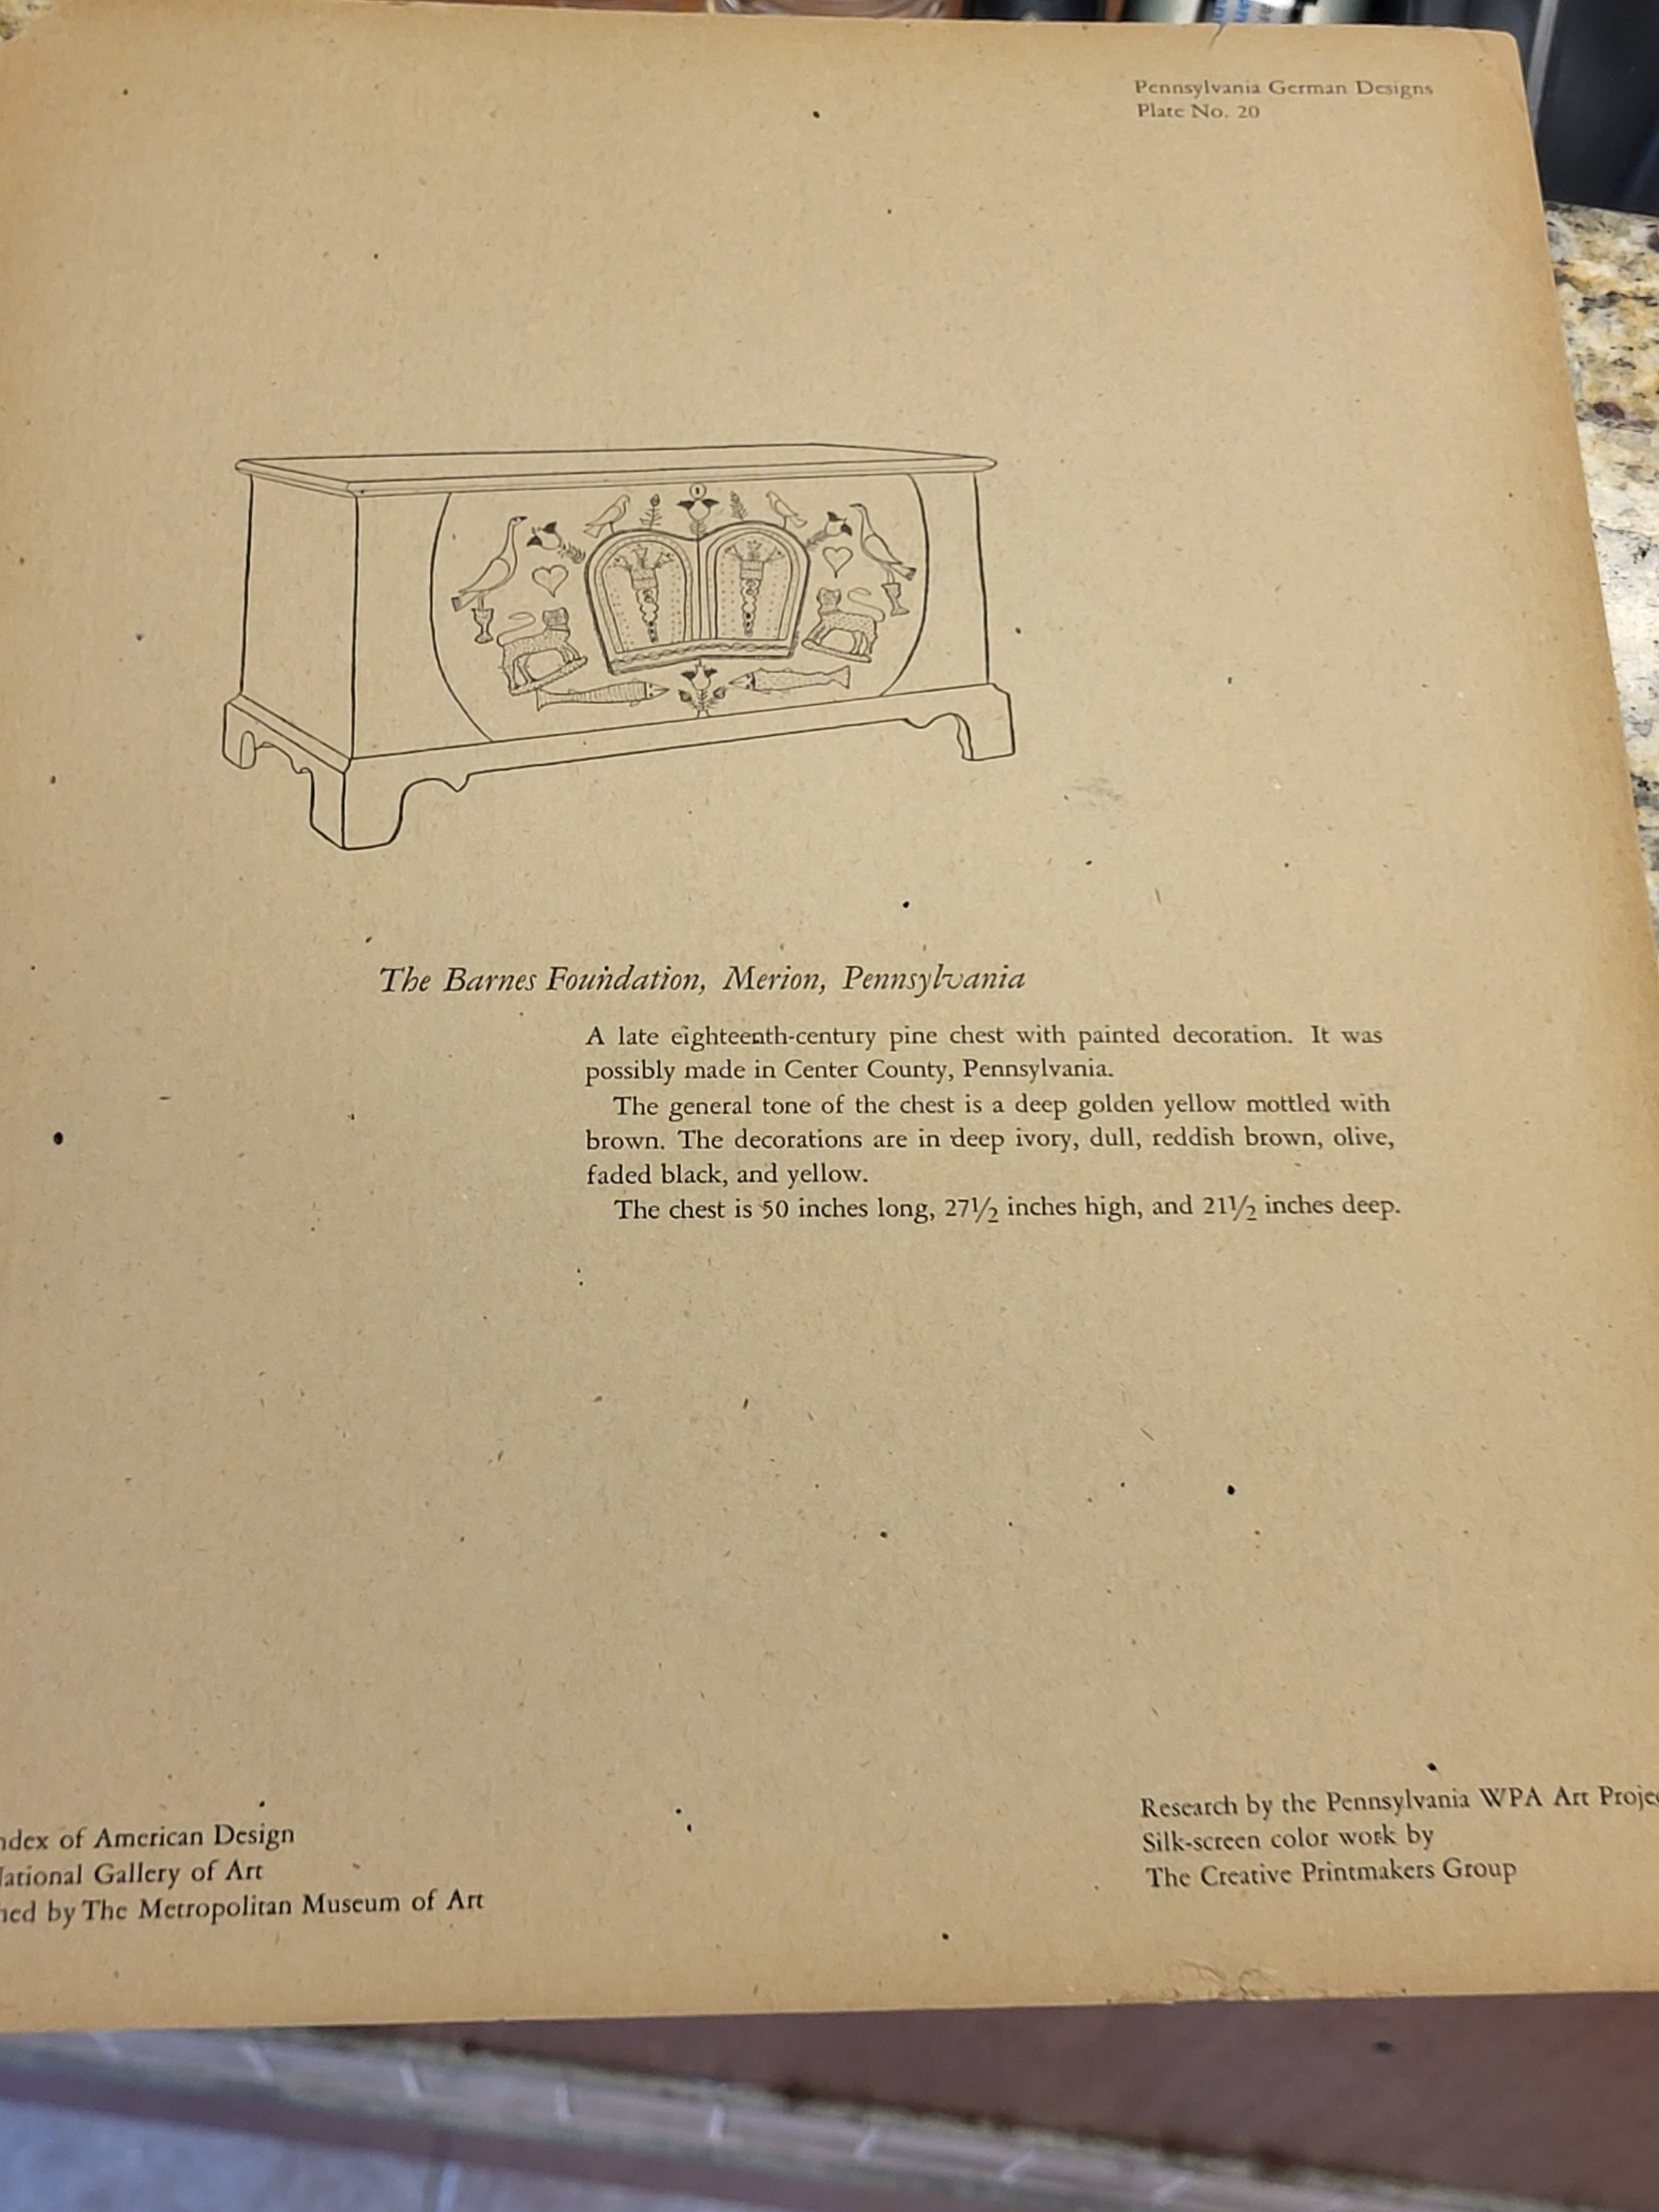 Pennsylvania German Designs
Plate No. 20
The Barnes Foundation, Merion, Pennsylvania
A late eighteenth-century pine chest with painted decoration. It was
possibly made in Center County, Pennsylvania.
The general tone of the chest is a deep golden yellow mottled with
brown. The decorations are in deep ivory, dull, reddish brown, olive,
faded black, and yellow.
The chest is 50 inches long, 27½ inches high, and 21½ inches deep.
ndex of American Design
ational Gallery of Art
hed by The Metropolitan Museum of Art
Research by the Pennsylvania WPA Art Projec
Silk-screen color work by
The Creative Printmakers Group